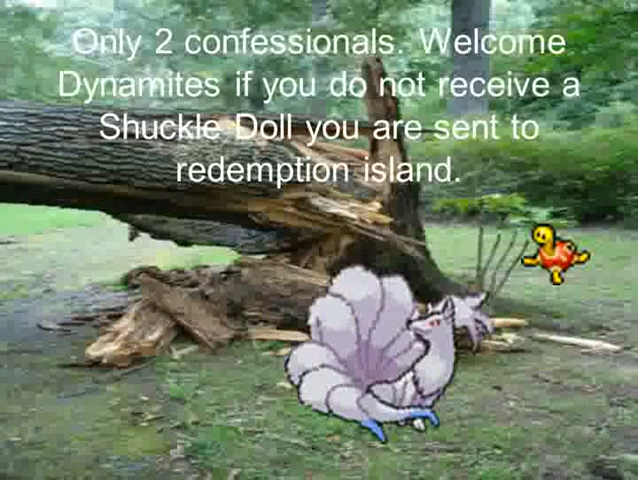 Only 2 confessionals. Welcome
Dynamites if you do not receive a
Shuckle Doll you are sent to
redemption island.